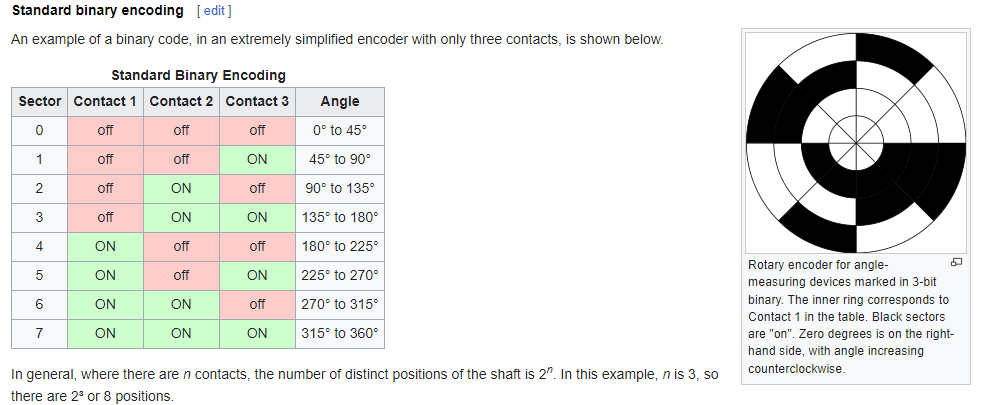 Standard binary encoding [ edit ]
An example of a binary code, in an extremely simplified encoder with only three contacts, is shown below.
Standard Binary Encoding
Sector Contact 1 Contact 2 Contact 3 Angle
0 off off off 0° to 45°
1 off off ON 45° to 90°
2 off ON off 90° to 135°
3 off ON ON 135° to 180°
4 ON off off 180° to 225°
5 ON off ON 225° to 270°
6 ON ON off 270° to 315°
7 ON ON ON 315° to 360°
In general, where there are n contacts, the number of distinct positions of the shaft is 2ⁿ. In this example, n is 3, so
there are 2³ or 8 positions.
Rotary encoder for angle-
measuring devices marked in 3-bit
binary. The inner ring corresponds to
Contact 1 in the table. Black sectors
are "on". Zero degrees is on the right-
hand side, with angle increasing
counterclockwise.